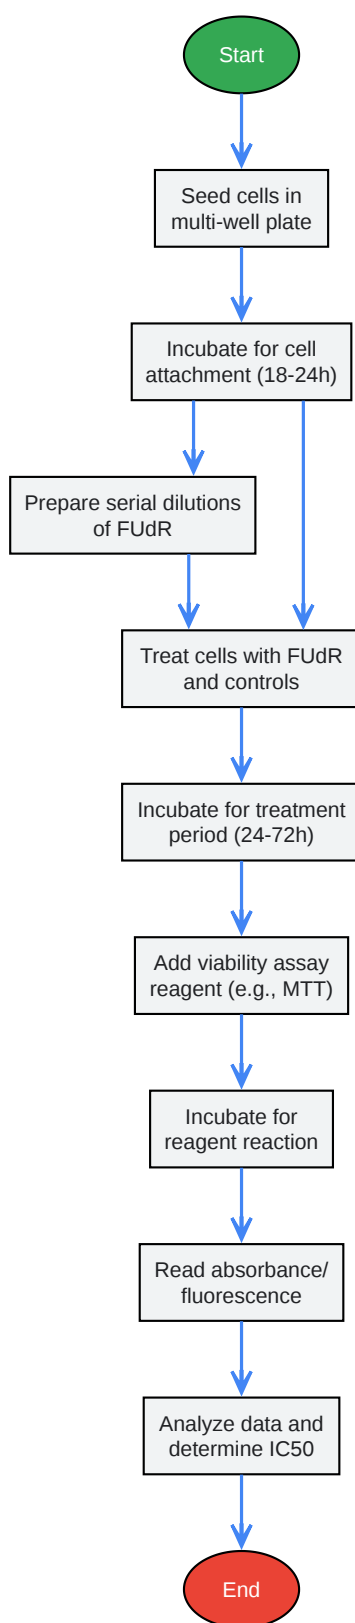 Start
Seed cells in
multi-well plate
Incubate for cell
attachment (18-24h)
Prepare serial dilutions
of FUdR
Treat cells with FUdR
and controls
Incubate for treatment
period (24-72h)
Add viability assay
reagent (e.g., MTT)
Incubate for
reagent reaction
Read absorbance/
fluorescence
Analyze data and
determine IC50
End